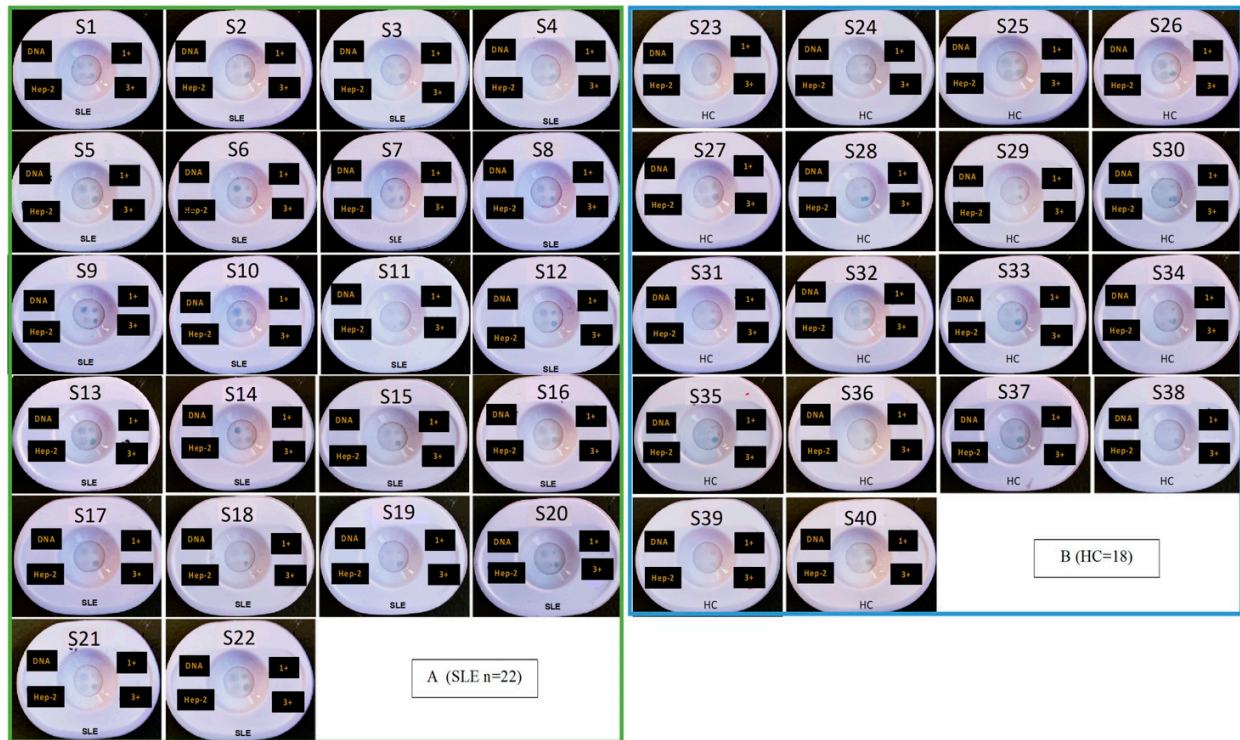 S1
DNA 1+
Hep-2 3+
SLE
S2
DNA 1+
Hep-2 3+
SLE
S3
DNA 1+
Hep-2 3+
SLE
S4
DNA 1+
Hep-2 3+
SLE
S5
DNA 1+
Hep-2 3+
SLE
S6
DNA 1+
Hep-2 3+
SLE
S7
DNA 1+
Hep-2 3+
SLE
S8
DNA 1+
Hep-2 3+
SLE
S9
DNA 1+
Hep-2 3+
SLE
S10
DNA 1+
Hep-2 3+
SLE
S11
DNA 1+
Hep-2 3+
SLE
S12
DNA 1+
Hep-2 3+
SLE
S13
DNA 1+
Hep-2 3+
SLE
S14
DNA 1+
Hep-2 3+
SLE
S15
DNA 1+
Hep-2 3+
SLE
S16
DNA 1+
Hep-2 3+
SLE
S17
DNA 1+
Hep-2 3+
SLE
S18
DNA 1+
Hep-2 3+
SLE
S19
DNA 1+
Hep-2 3+
SLE
S20
DNA 1+
Hep-2 3+
SLE
S21
DNA 1+
Hep-2 3+
SLE
S22
DNA 1+
Hep-2 3+
SLE
A (SLE n=22)
S23
DNA 1+
Hep-2 3+
HC
S24
DNA 1+
Hep-2 3+
HC
S25
DNA 1+
Hep-2 3+
HC
S26
DNA 1+
Hep-2 3+
HC
S27
DNA 1+
Hep-2 3+
HC
S28
DNA 1+
Hep-2 3+
HC
S29
DNA 1+
Hep-2 3+
HC
S30
DNA 1+
Hep-2 3+
HC
S31
DNA 1+
Hep-2 3+
HC
S32
DNA 1+
Hep-2 3+
HC
S33
DNA 1+
Hep-2 3+
HC
S34
DNA 1+
Hep-2 3+
HC
S35
DNA 1+
Hep-2 3+
HC
S36
DNA 1+
Hep-2 3+
HC
S37
DNA 1+
Hep-2 3+
HC
S38
DNA 1+
Hep-2 3+
HC
S39
DNA 1+
Hep-2 3+
HC
S40
DNA 1+
Hep-2 3+
HC
B (HC=18)